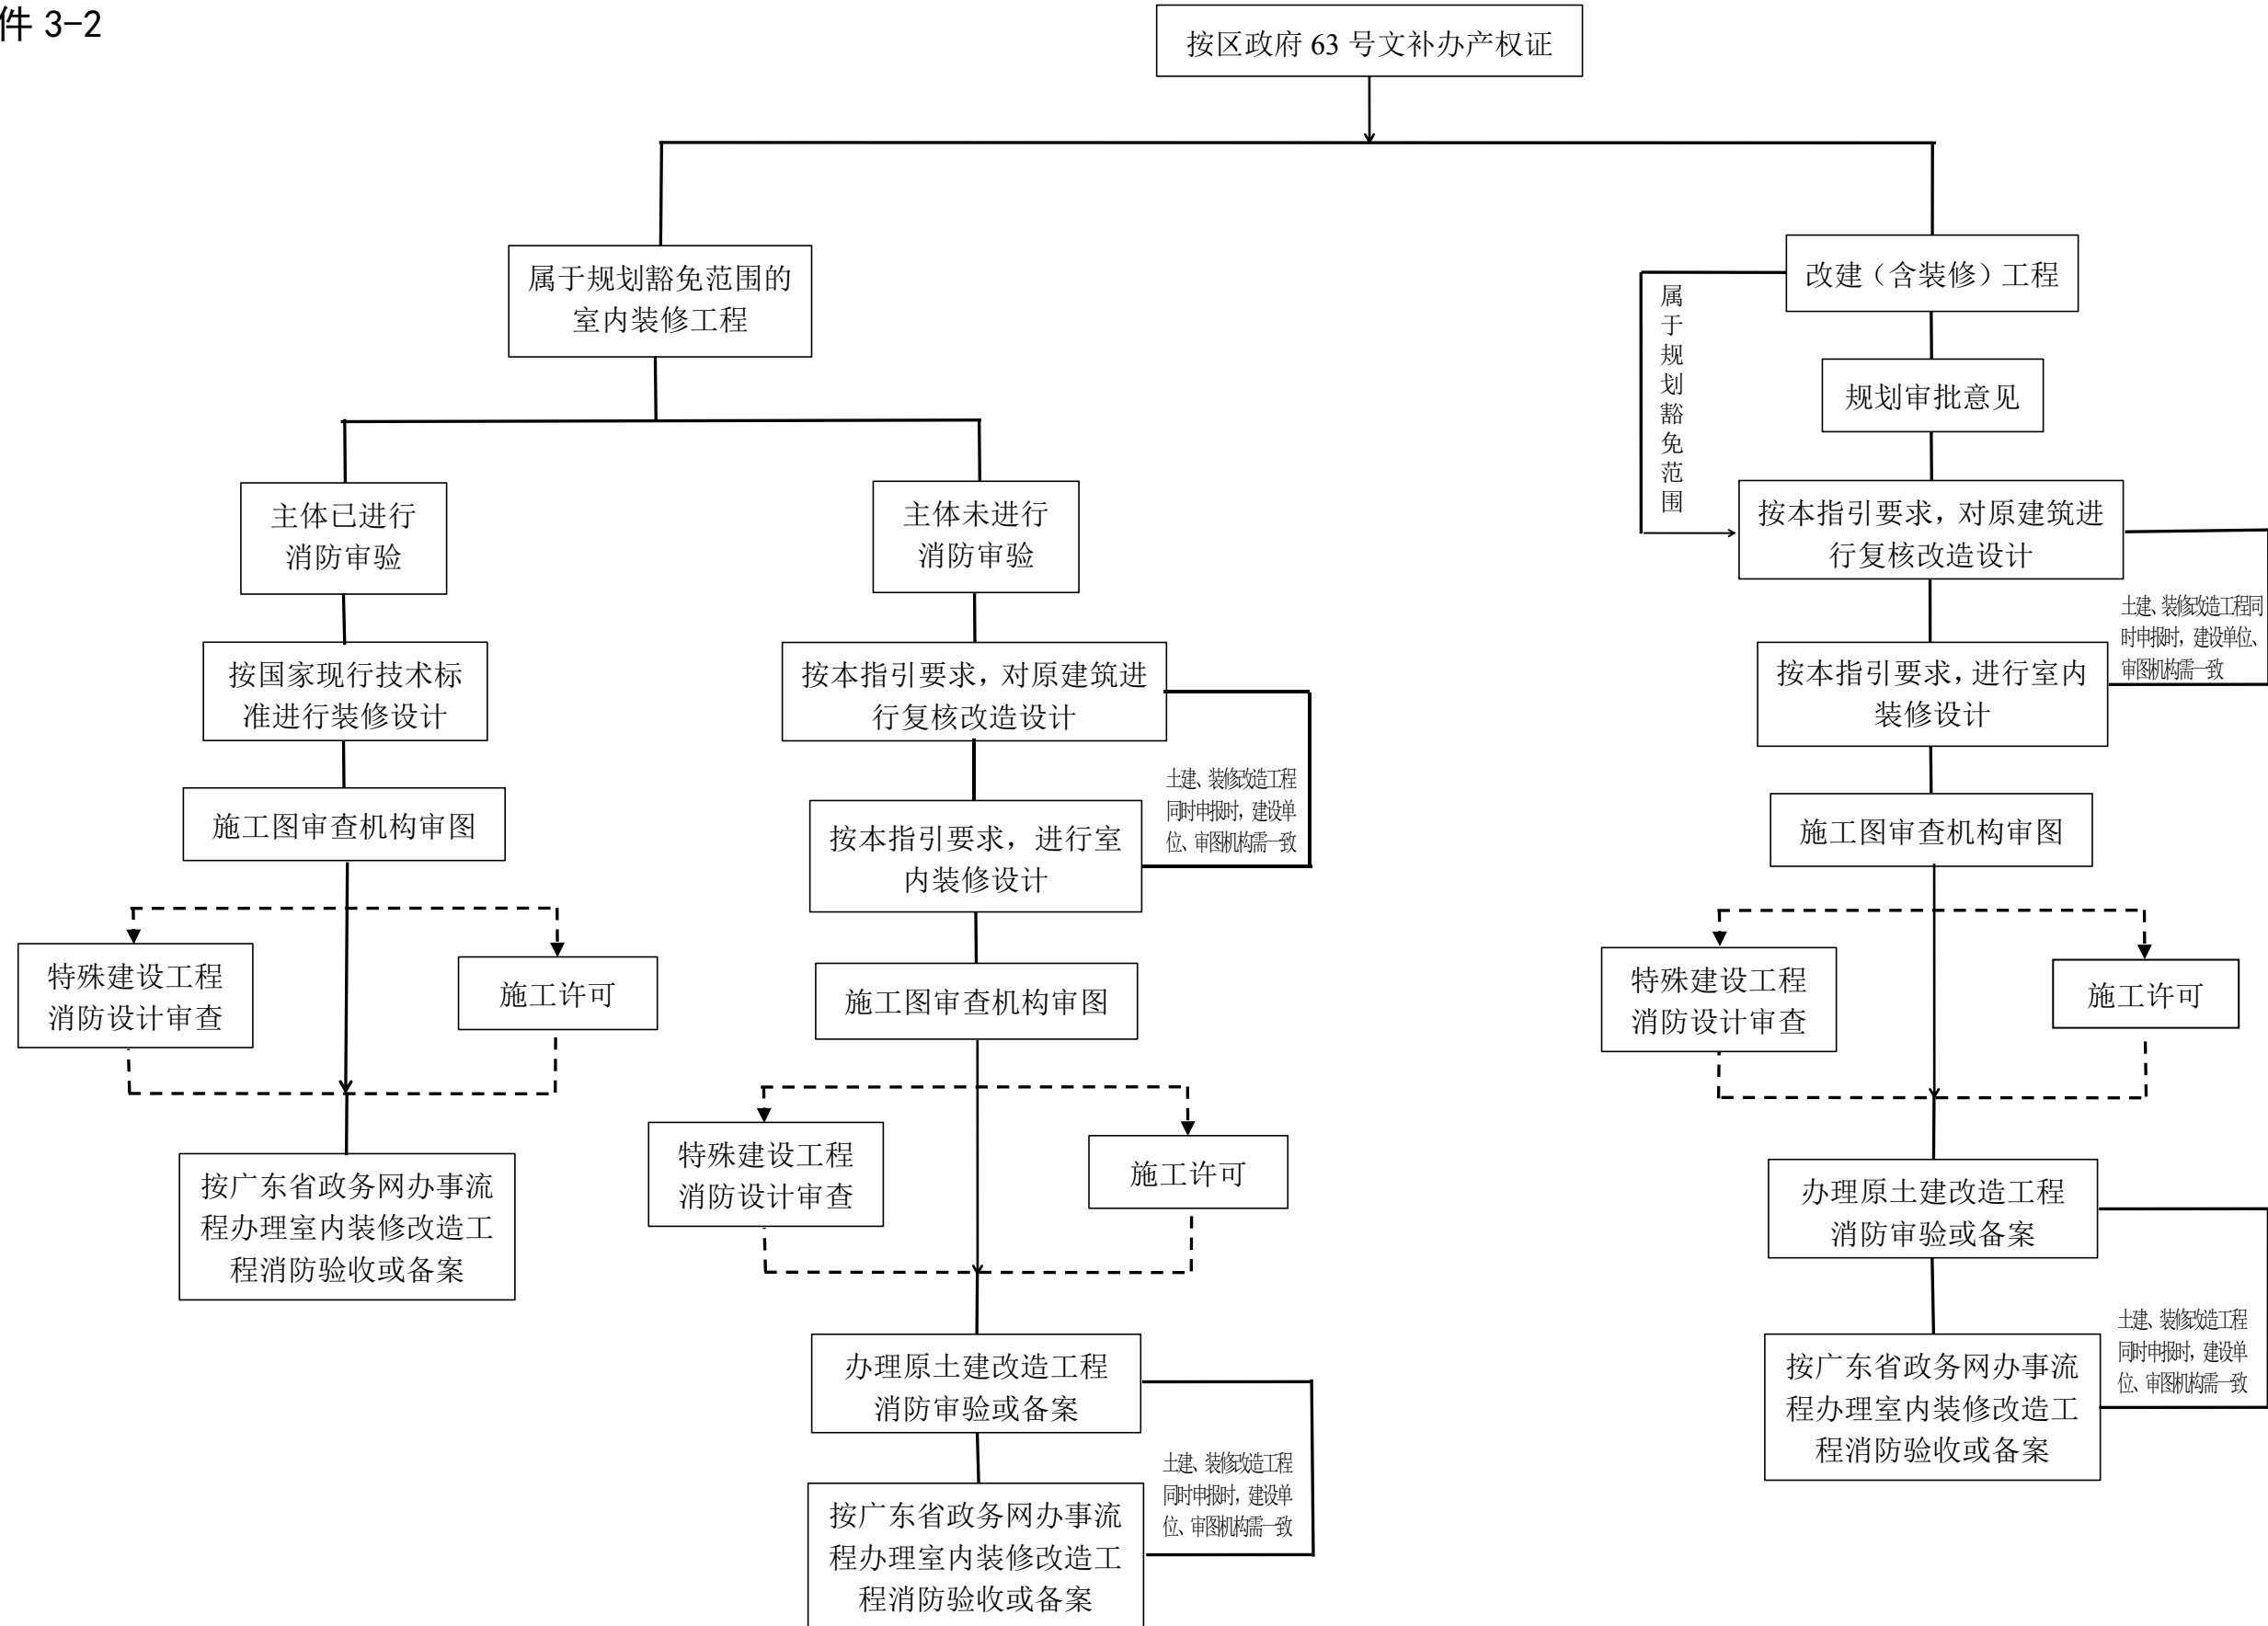 件 3-2
按区政府 63 号文补办产权证
属于规划豁免范围的
室内装修工程
主体已进行
消防审验
按国家现行技术标
准进行装修设计
施工图审查机构审图
特殊建设工程
消防设计审查
施工许可
按广东省政务网办事流
程办理室内装修改造工
程消防验收或备案
主体未进行
消防审验
按本指引要求，对原建筑进
行复核改造设计
土建、装修改造工程
同时申报时，建设单
位、审图机构需一致
按本指引要求，进行室
内装修设计
施工图审查机构审图
特殊建设工程
消防设计审查
施工许可
办理原土建改造工程
消防审验或备案
土建、装修改造工程
同时申报时，建设单
位、审图机构需一致
按广东省政务网办事流
程办理室内装修改造工
程消防验收或备案
改建（含装修）工程
属于规划豁免范围
规划审批意见
按本指引要求，对原建筑进
行复核改造设计
土建、装修改造工程同
时申报时，建设单位、
审图机构需一致
按本指引要求，进行室内
装修设计
施工图审查机构审图
特殊建设工程
消防设计审查
施工许可
办理原土建改造工程
消防审验或备案
土建、装修改造工程
同时申报时，建设单
位、审图机构需一致
按广东省政务网办事流
程办理室内装修改造工
程消防验收或备案